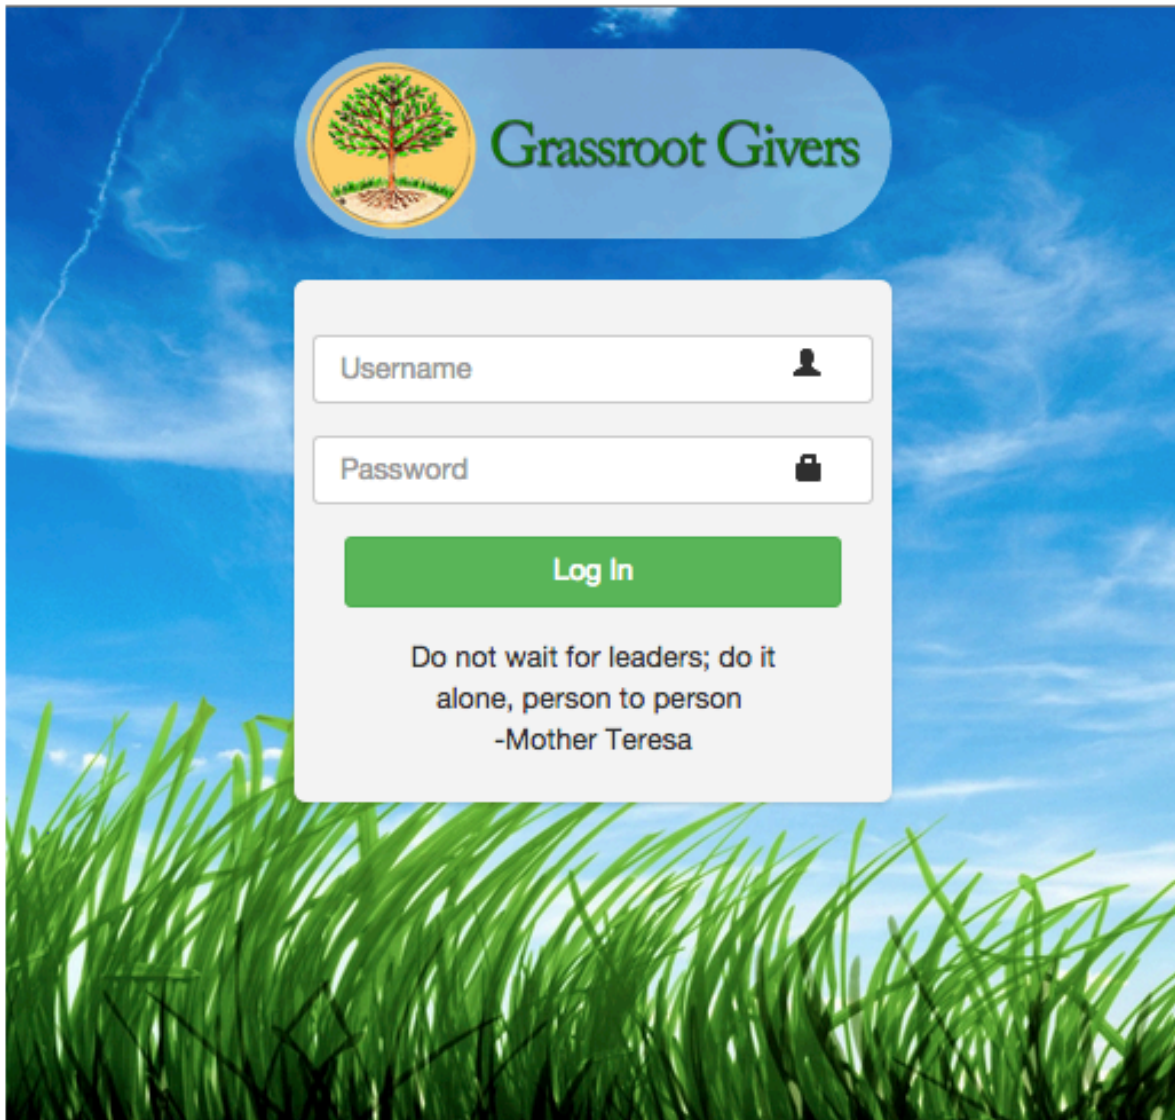 Grassroot Givers
Username
Password
Log In
Do not wait for leaders; do it
alone, person to person
-Mother Teresa